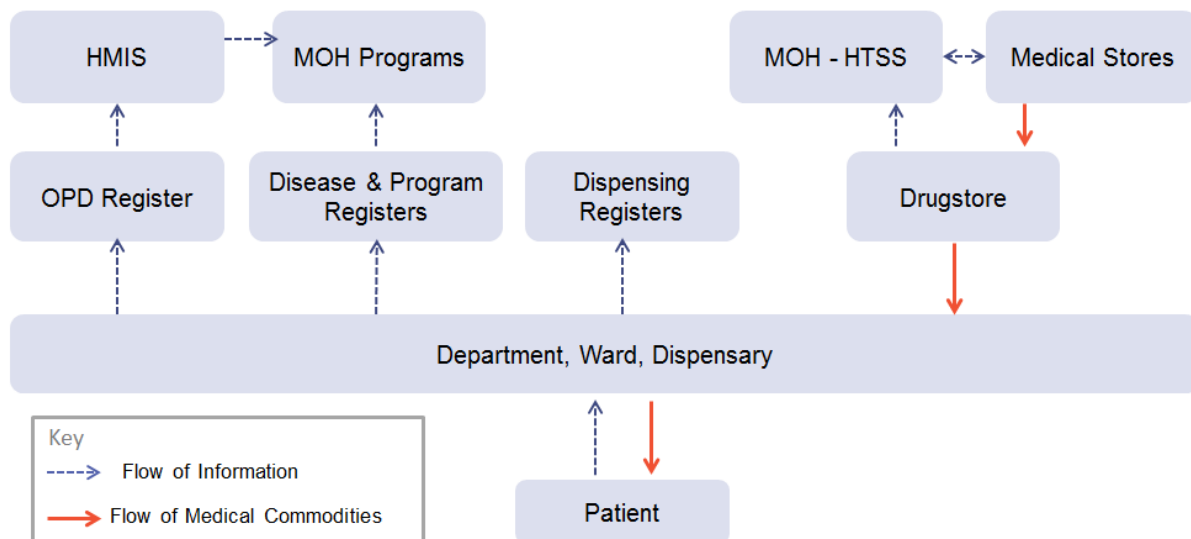 HMIS
MOH Programs
MOH - HTSS
Medical Stores
OPD Register
Disease & Program
Registers
Dispensing
Registers
Drugstore
Department, Ward, Dispensary
Key
Flow of Information
Flow of Medical Commodities
Patient